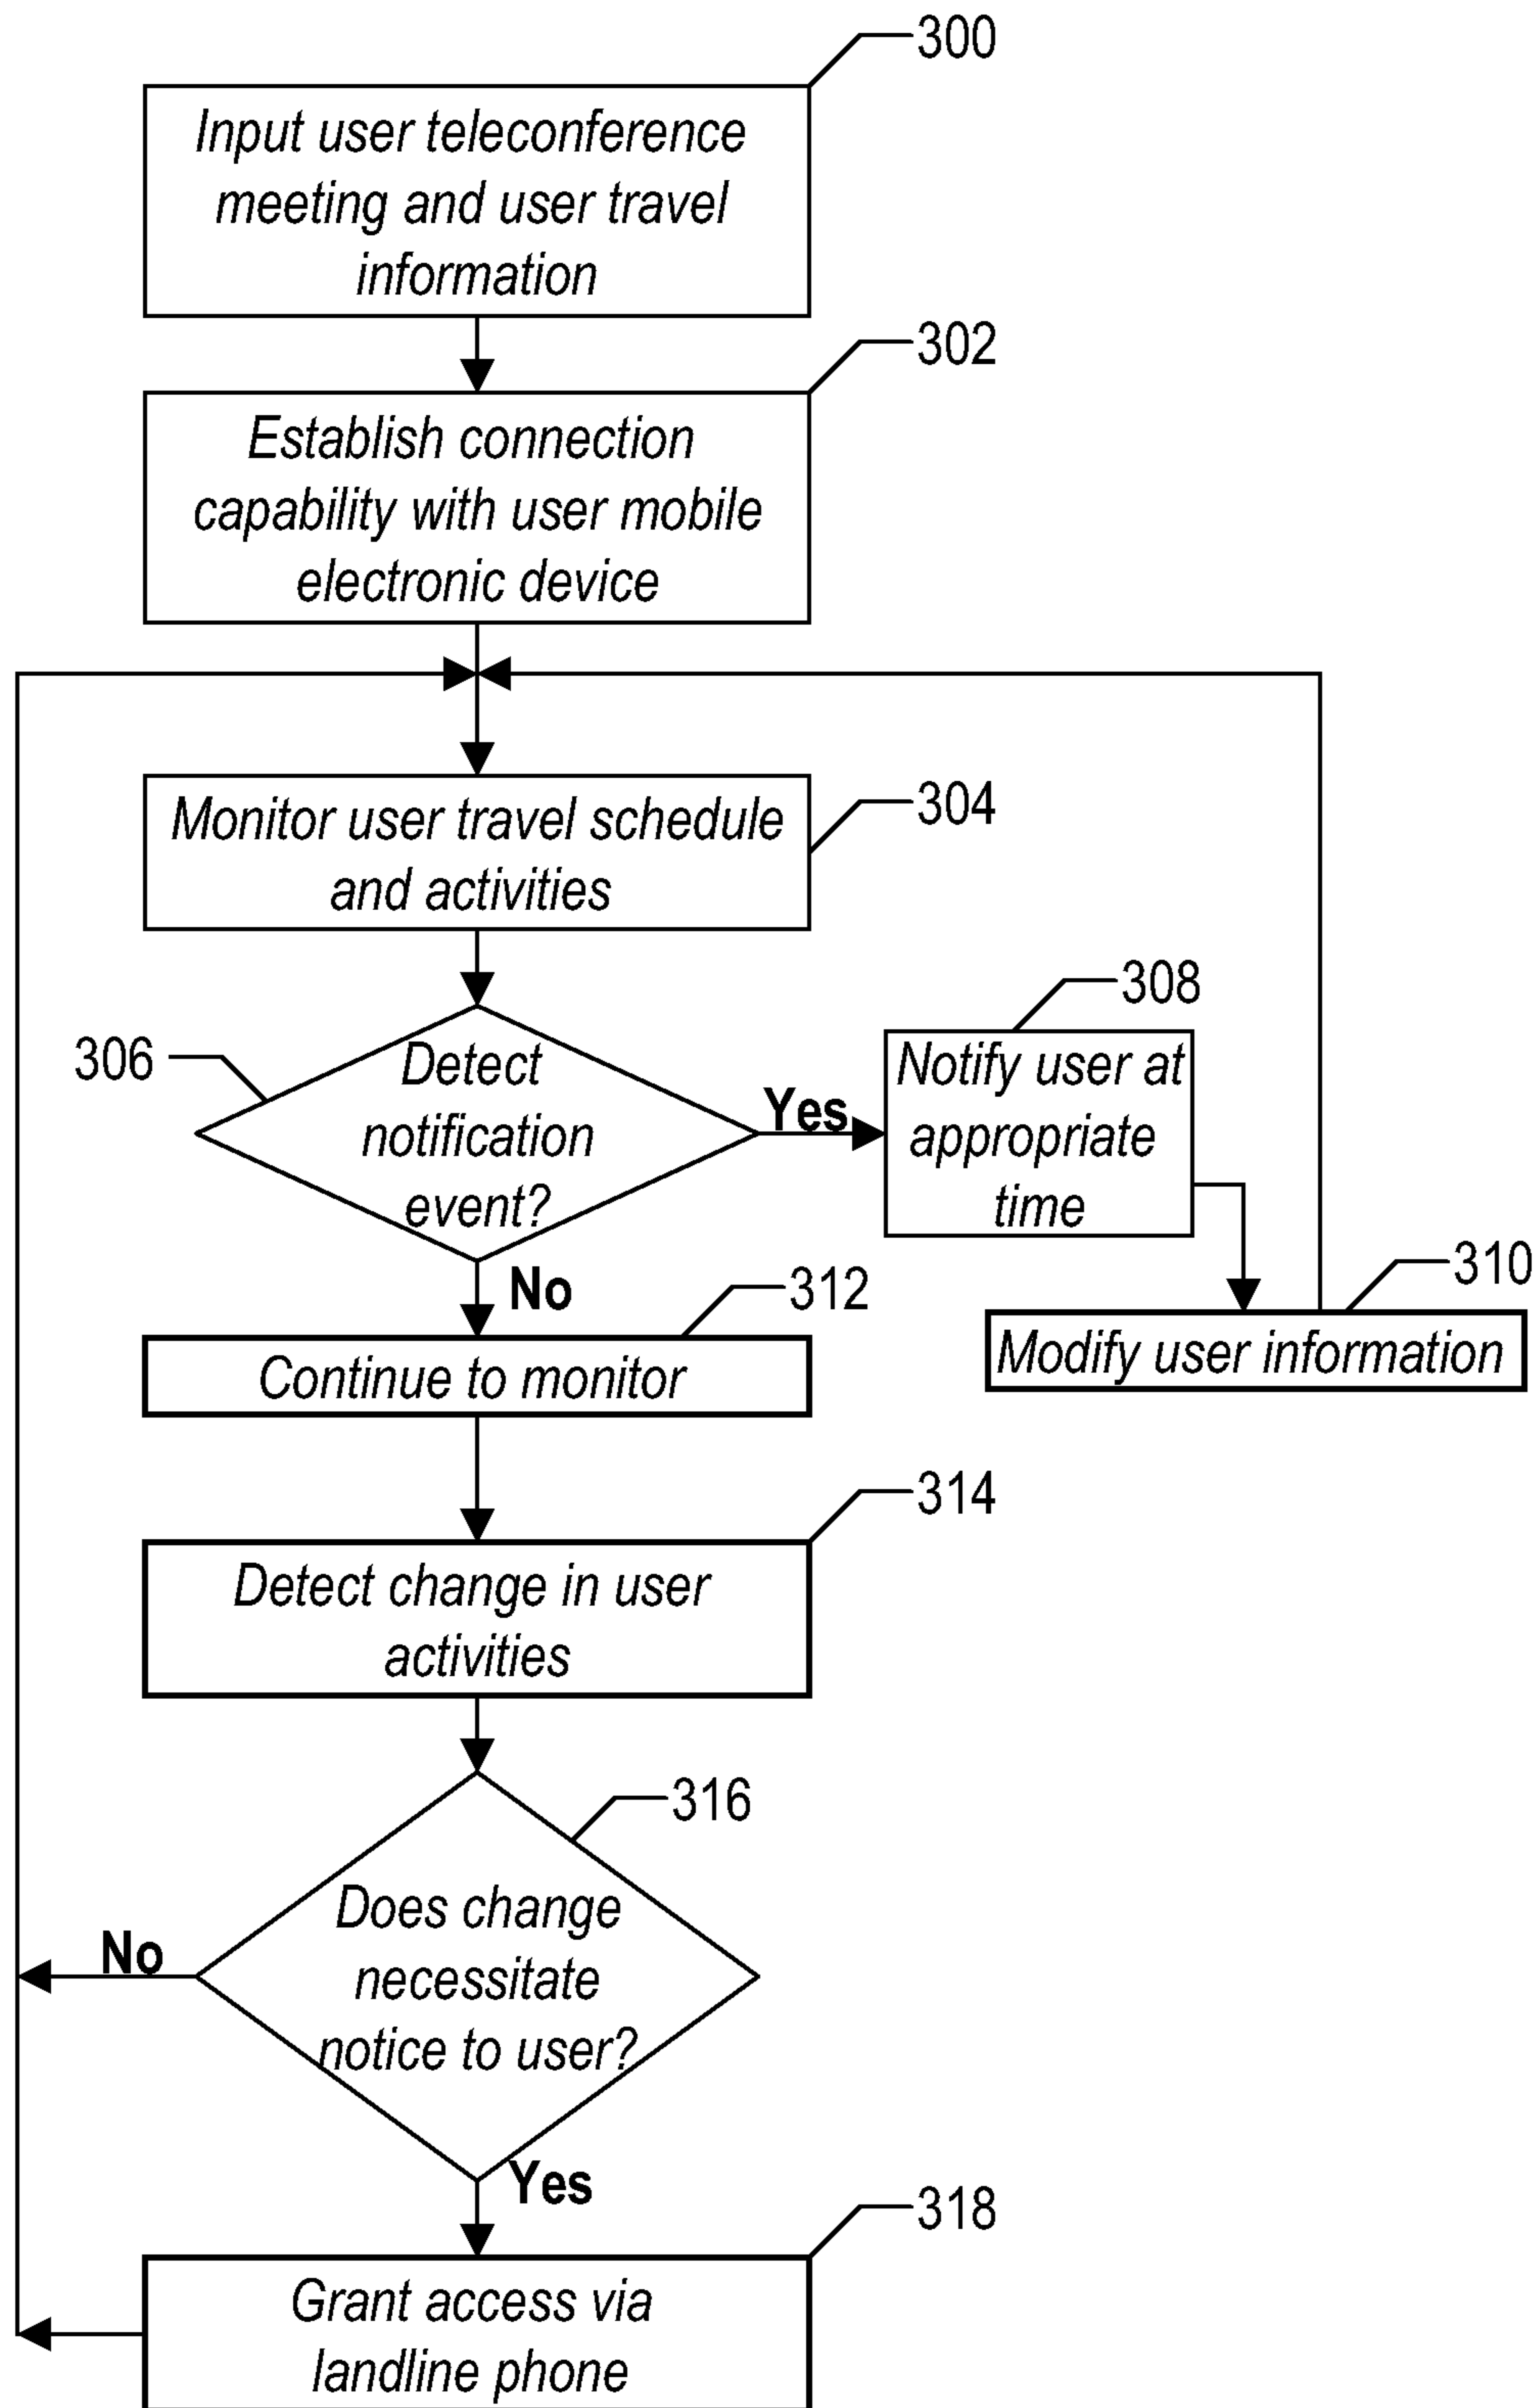 300
Input user teleconference
meeting and user travel
information
302
Establish connection
capability with user mobile
electronic device
304
Monitor user travel schedule
and activities
306
Detect
notification
event?
Yes
308
Notify user at
appropriate
time
310
Modify user information
No
312
Continue to monitor
314
Detect change in user
activities
316
Does change
necessitate
notice to user?
No
Yes
318
Grant access via
landline phone